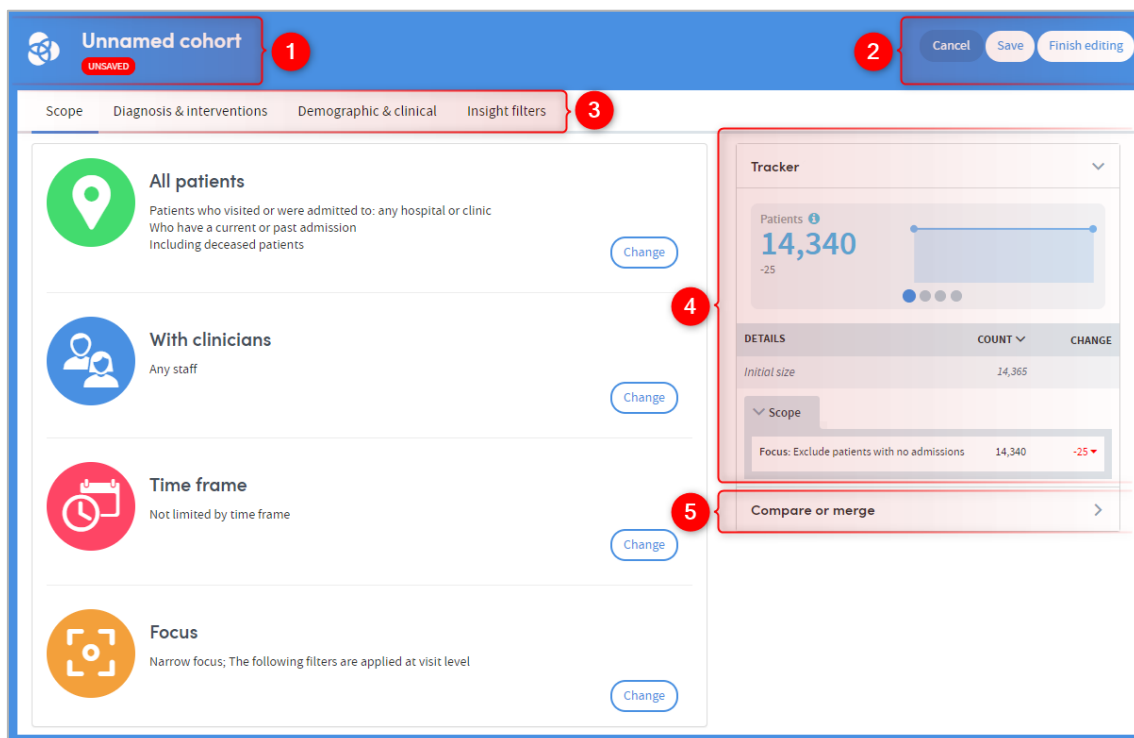 Unnamed cohort
UNSAVED
1
2
Cancel Save Finish editing
Scope Diagnosis & interventions Demographic & clinical Insight filters
3
All patients
Patients who visited or were admitted to: any hospital or clinic
Who have a current or past admission
Including deceased patients
Change
With clinicians
Any staff
Change
Time frame
Not limited by time frame
Change
Focus
Narrow focus; The following filters are applied at visit level
Change
4
Tracker
Patients
14,340
-25
DETAILS COUNT CHANGE
Initial size 14,365
Scope
Focus: Exclude patients with no admissions 14,340 -25
5
Compare or merge